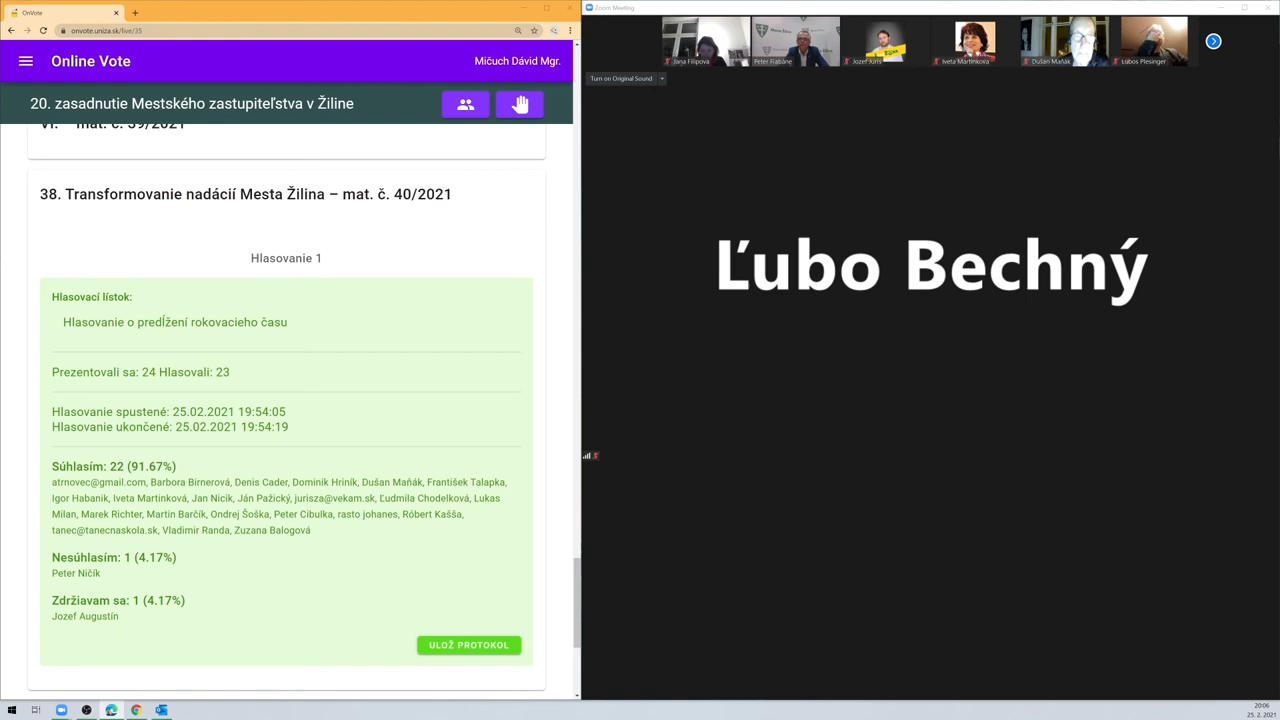 OnVote
onvote.uniza.sk/live/35
Online Vote
Mičuch Dávid Mgr.
20. zasadnutie Mestského zastupiteľstva v Žiline
VI. mat. č. 39/2021
38. Transformovanie nadácií Mesta Žilina – mat. č. 40/2021
Hlasovanie 1
Hlasovací lístok:
Hlasovanie o predĺžení rokovacieho času
Prezentovali sa: 24 Hlasovali: 23
Hlasovanie spustené: 25.02.2021 19:54:05
Hlasovanie ukončené: 25.02.2021 19:54:19
Súhlasím: 22 (91.67%)
atrnovec@gmail.com, Barbora Birnerová, Denis Cader, Dominik Hriník, Dušan Maňák, František Talapka,
Igor Habanik, Iveta Martinková, Jan Nicik, Ján Pažický, jurisza@vekam.sk, Ľudmila Chodelková, Lukas
Milan, Marek Richter, Martin Barčík, Ondrej Šoška, Peter Cibulka, rasto johanes, Róbert Kašša,
tanec@tanecnaskola.sk, Vladimir Randa, Zuzana Balogová
Nesúhlasím: 1 (4.17%)
Peter Ničík
Zdržiavam sa: 1 (4.17%)
Jozef Augustín
ULOŽ PROTOKOL
Zoom Meeting
Jana Filipova
Peter Fiabáne
Jozef Juris
Iveta Martinkova
Dušan Maňák
Lubos Plesinger
Turn on Original Sound
Ľubo Bechný
20:06
25. 2. 2021